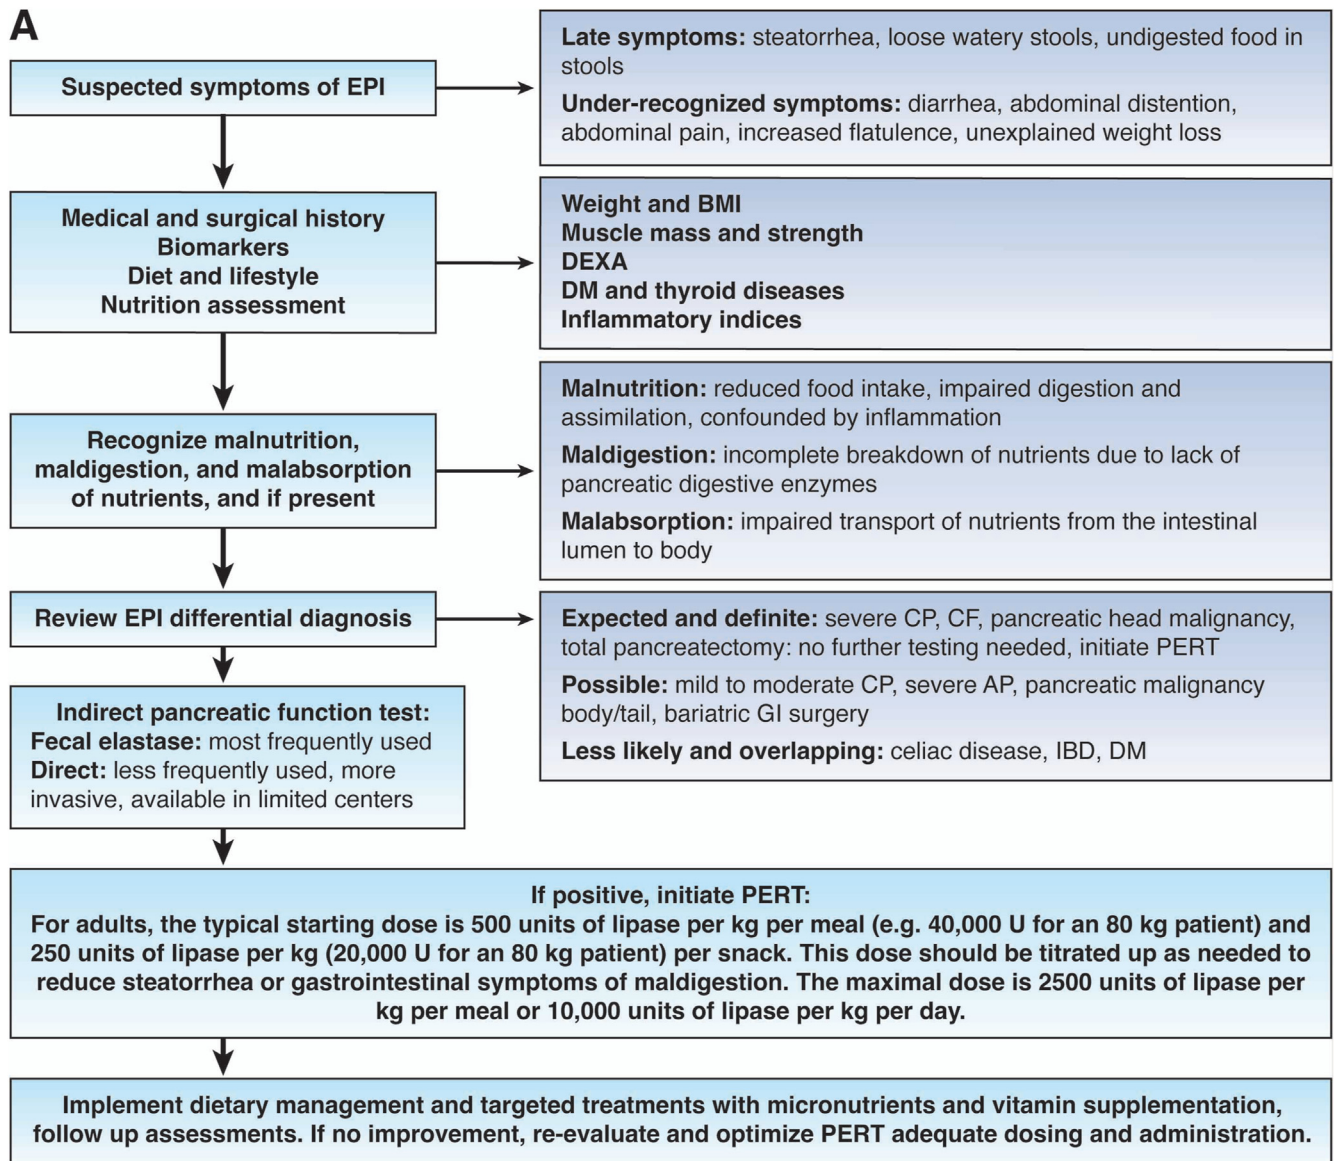 A
Suspected symptoms of EPI
Late symptoms: steatorrhea, loose watery stools, undigested food in
stools
Under-recognized symptoms: diarrhea, abdominal distention,
abdominal pain, increased flatulence, unexplained weight loss
Medical and surgical history
Biomarkers
Diet and lifestyle
Nutrition assessment
Weight and BMI
Muscle mass and strength
DEXA
DM and thyroid diseases
Inflammatory indices
Recognize malnutrition,
maldigestion, and malabsorption
of nutrients, and if present
Malnutrition: reduced food intake, impaired digestion and
assimilation, confounded by inflammation
Maldigestion: incomplete breakdown of nutrients due to lack of
pancreatic digestive enzymes
Malabsorption: impaired transport of nutrients from the intestinal
lumen to body
Review EPI differential diagnosis
Expected and definite: severe CP, CF, pancreatic head malignancy,
total pancreatectomy: no further testing needed, initiate PERT
Possible: mild to moderate CP, severe AP, pancreatic malignancy
body/tail, bariatric GI surgery
Less likely and overlapping: celiac disease, IBD, DM
Indirect pancreatic function test:
Fecal elastase: most frequently used
Direct: less frequently used, more
invasive, available in limited centers
If positive, initiate PERT:
For adults, the typical starting dose is 500 units of lipase per kg per meal (e.g. 40,000 U for an 80 kg patient) and
250 units of lipase per kg (20,000 U for an 80 kg patient) per snack. This dose should be titrated up as needed to
reduce steatorrhea or gastrointestinal symptoms of maldigestion. The maximal dose is 2500 units of lipase per
kg per meal or 10,000 units of lipase per kg per day.
Implement dietary management and targeted treatments with micronutrients and vitamin supplementation,
follow up assessments. If no improvement, re-evaluate and optimize PERT adequate dosing and administration.